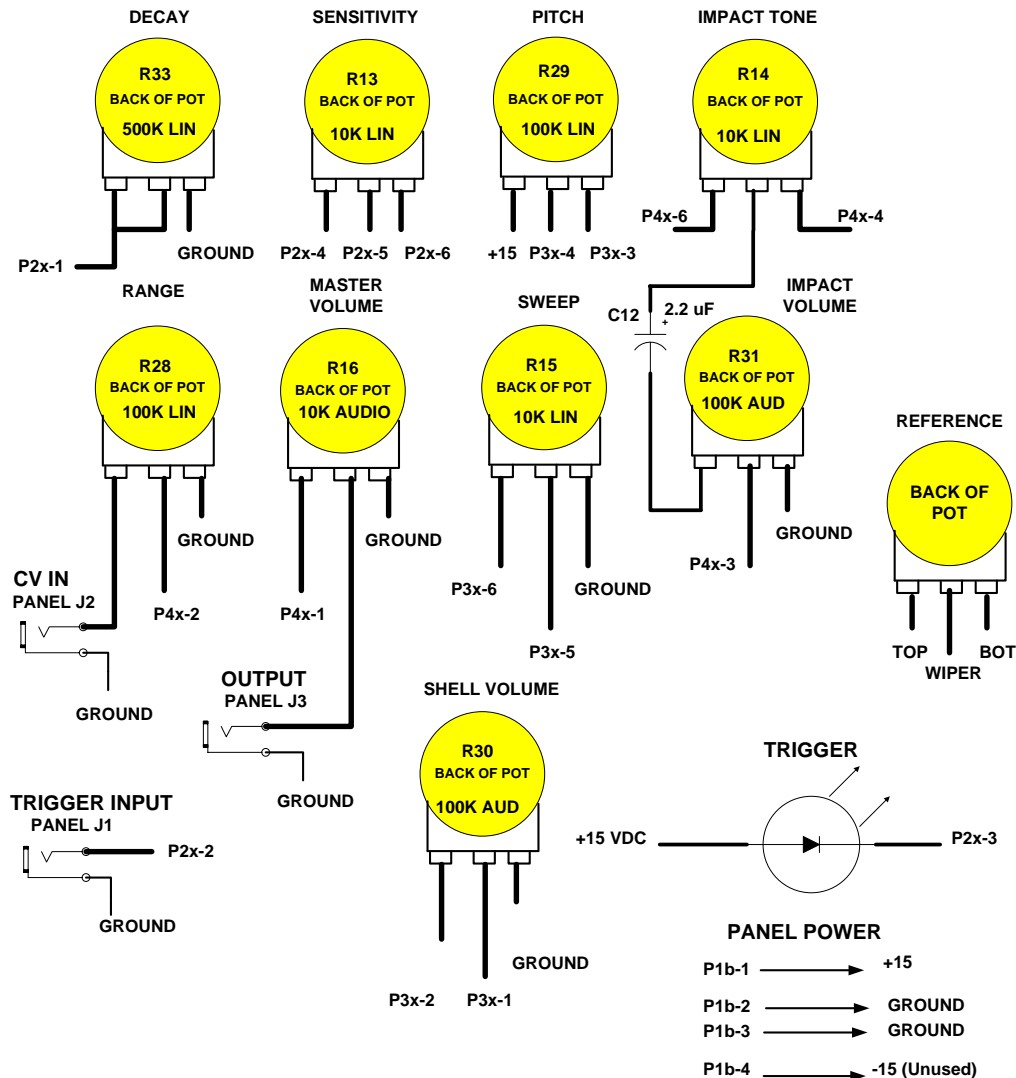 DECAY
R33
BACK OF POT
500K LIN
P2x-1
GROUND
SENSITIVITY
R13
BACK OF POT
10K LIN
P2x-4
P2x-5
P2x-6
PITCH
R29
BACK OF POT
100K LIN
+15
P3x-4
P3x-3
IMPACT TONE
R14
BACK OF POT
10K LIN
P4x-6
P4x-4
RANGE
R28
BACK OF POT
100K LIN
GROUND
P4x-2
CV IN
PANEL J2
GROUND
MASTER
VOLUME
R16
BACK OF POT
10K AUDIO
GROUND
P4x-1
OUTPUT
PANEL J3
GROUND
SWEEP
R15
BACK OF POT
10K LIN
P3x-6
GROUND
P3x-5
C12
2.2 uF
+
IMPACT
VOLUME
R31
BACK OF POT
100K AUD
GROUND
P4x-3
REFERENCE
BACK OF
POT
TOP
BOT
WIPER
TRIGGER INPUT
PANEL J1
P2x-2
GROUND
SHELL VOLUME
R30
BACK OF POT
100K AUD
GROUND
P3x-2
P3x-1
TRIGGER
+15 VDC
P2x-3
PANEL POWER
P1b-1
+15
P1b-2
GROUND
P1b-3
GROUND
P1b-4
-15 (Unused)